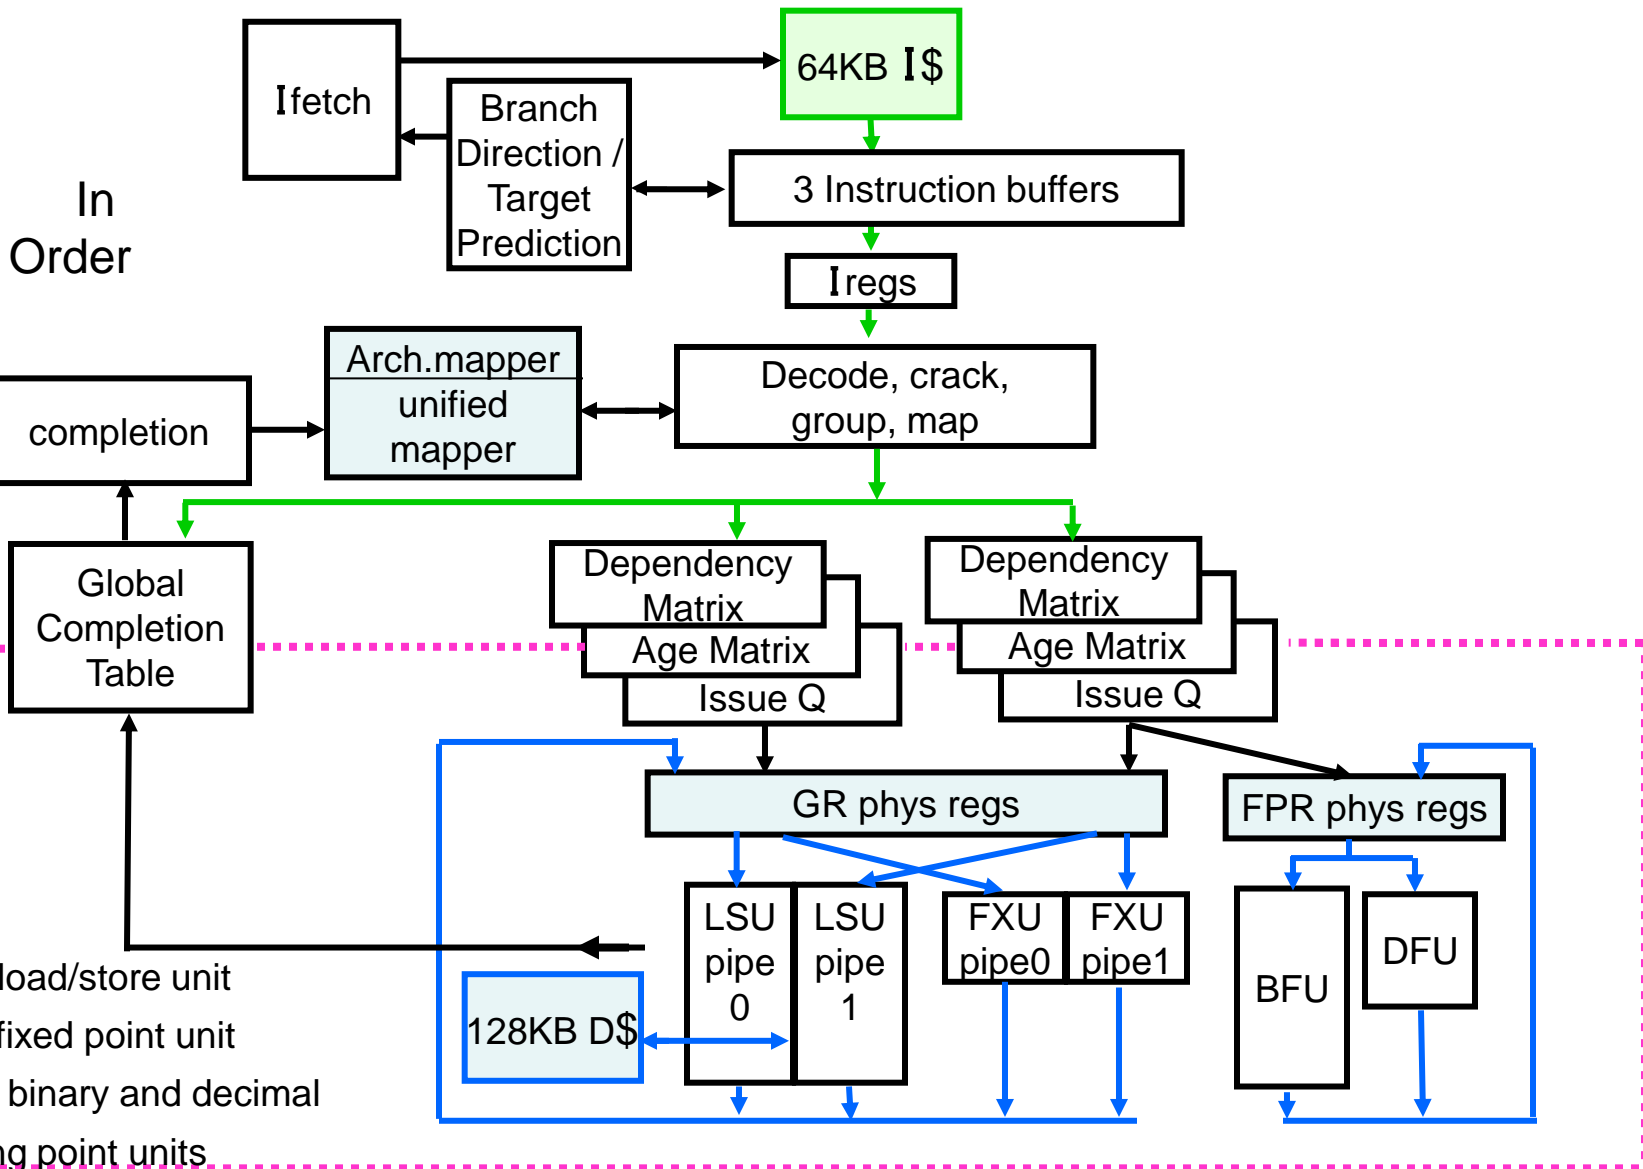 Ifetch
64KB I$
Branch
Direction /
Target
Prediction
3 Instruction buffers
In
Order
Iregs
Arch.mapper
unified
mapper
Decode, crack,
group, map
completion
Global
Completion
Table
Dependency
Matrix
Age Matrix
Issue Q
Dependency
Matrix
Age Matrix
Issue Q
GR phys regs
FPR phys regs
LSU
pipe
0
LSU
pipe
1
FXU
pipe0
FXU
pipe1
BFU
DFU
128KB D$
load/store unit
fixed point unit
binary and decimal
ng point units